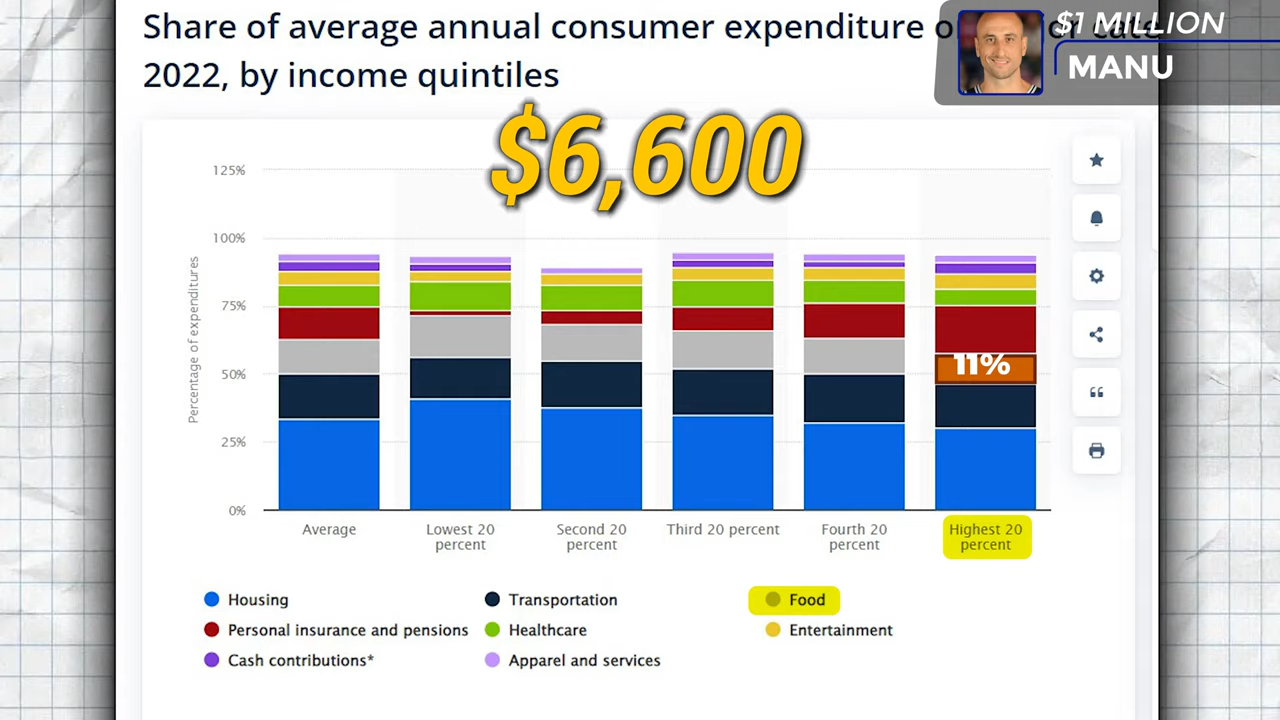 Share of average annual consumer expenditure
2022, by income quintiles
$1 MILLION
MANU
$6,600
125%
100%
75%
50%
25%
0%
Percentage of expenditures
11%
Average
Lowest 20
percent
Second 20
percent
Third 20 percent
Fourth 20
percent
Highest 20
percent
Housing
Transportation
Food
Personal insurance and pensions
Healthcare
Entertainment
Cash contributions*
Apparel and services